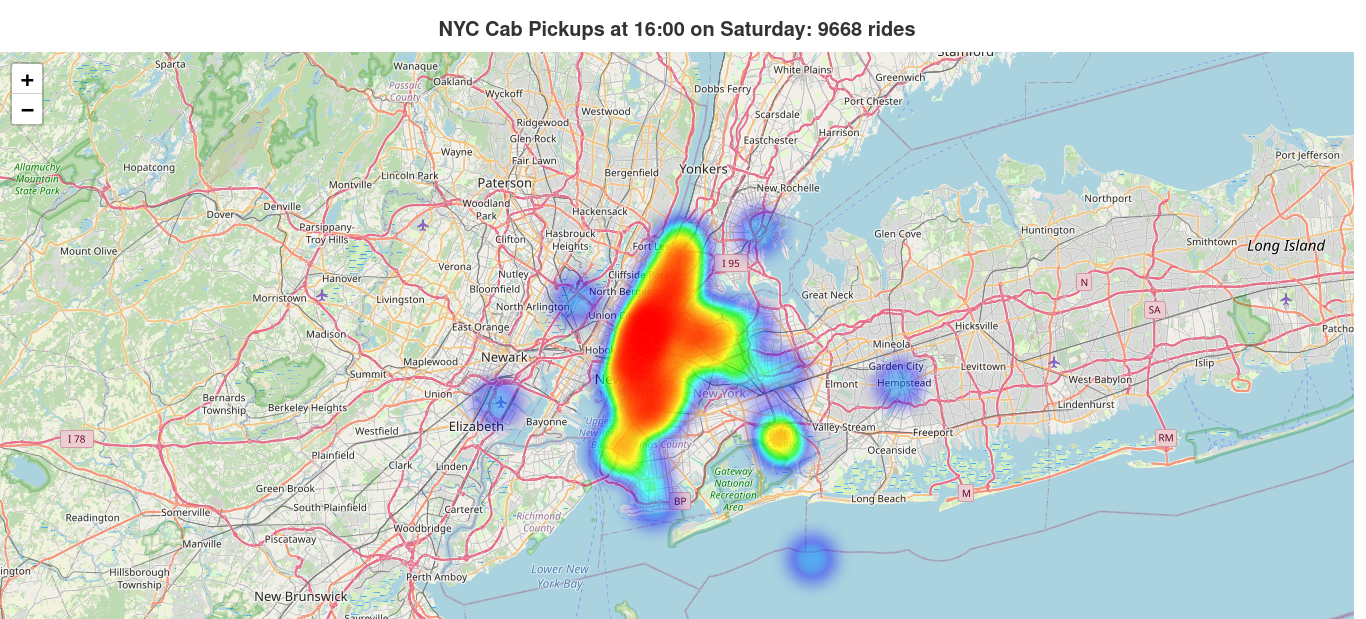 NYC Cab Pickups at 16:00 on Saturday: 9668 rides
+
−
Sparta
Wanaque
Oakland
Passaic
County
Wyckoff
Ridgewood
Glen Rock
Fair Lawn
Westwood
Dobbs Ferry
White Plains
Greenwich
Stamford
Port Chester
Scarsdale
Harrison
Eastchester
Port Jefferson
Allamuchy
Mountain
State Park
Hopatcong
Wayne
Lincoln Park
Montville
Paterson
Bergenfield
Yonkers
New Rochelle
Northport
Dover
Denville
Woodland
Park
Hackensack
Parsippany-
Troy Hills
Clifton
Hasbrouck
Heights
Fort Lee
Glen Cove
Huntington
Smithtown
Long Island
Mount Olive
Verona
Nutley
Bloomfield
Cliffside
I 95
Hanover
Morristown
Livingston
North Arlington
North Ber
Union C
Great Neck
N
SA
Madison
East Orange
Hicksville
Patcho
Maplewood
Newark
Hobo
Mineola
Summit
Garden City
Levittown
Islip
Bernards
Township
Berkeley Heights
Union
New
New York
Elmont
Hempstead
West Babylon
Lindenhurst
I 78
Westfield
Elizabeth
Bayonne
Upper
New
Valley Stream
Freeport
RM
Plainfield
Clark
Linden
ns County
Oceanside
Green Brook
Gateway
National
Recreation
Area
Long Beach
M
BP
South Plainfield
Carteret
Readington
Somerville
Richmond
County
Woodbridge
Manville
Piscataway
ington
Hillsborough
Township
Perth Amboy
Lower New
York Bay
New Brunswick
Sayreville